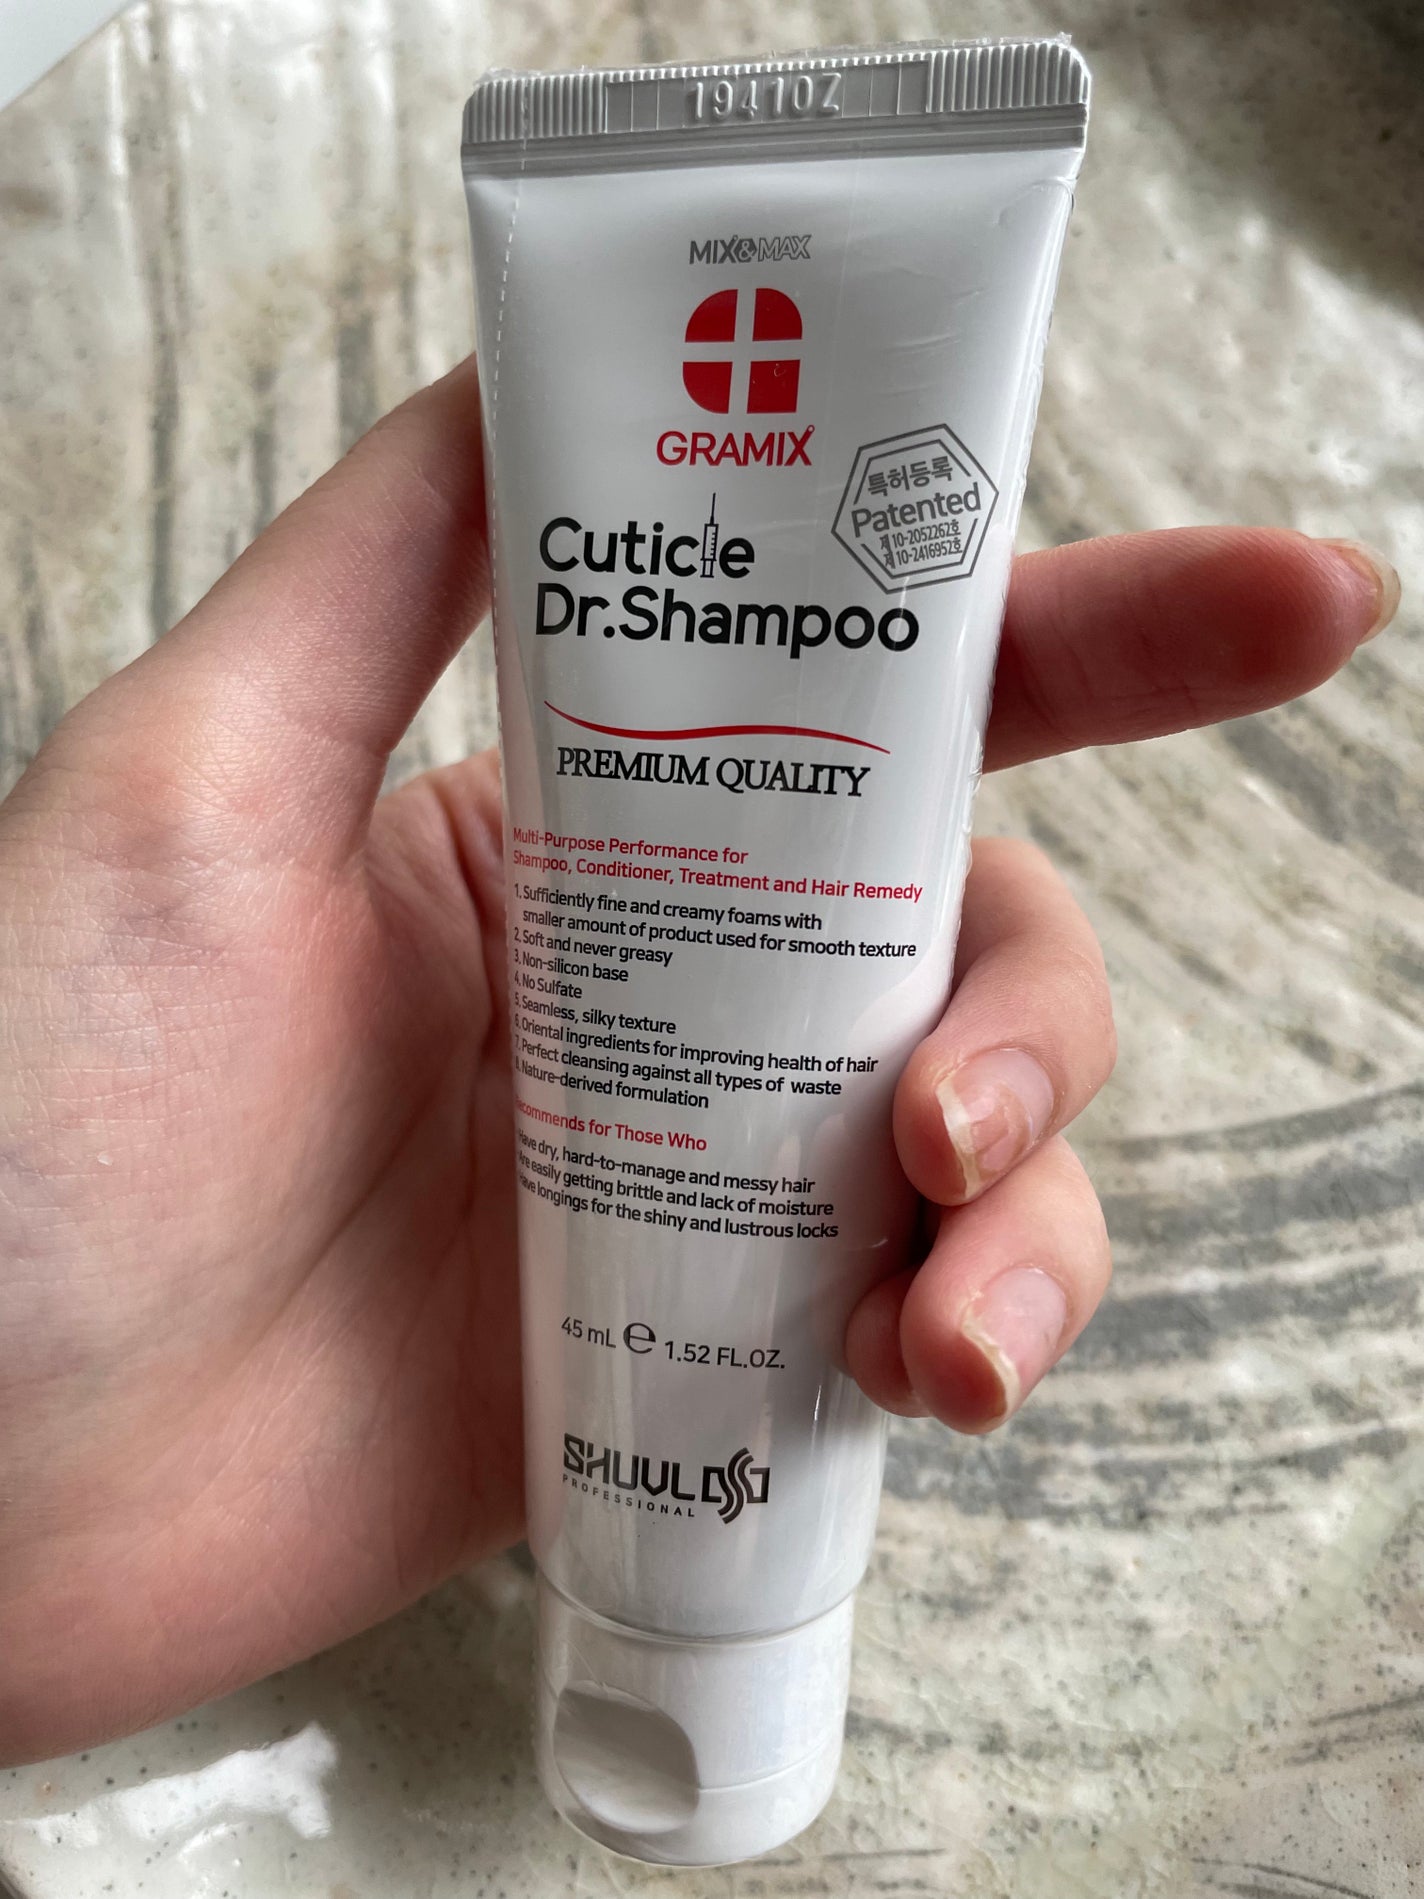 19410Z
MIX&MAX
GRAMIX
특허등록
Patented
제10-2052262호
제10-2416952호
Cuticle
Dr.Shampoo
PREMIUM QUALITY
Multi-Purpose Performance for
Shampoo, Conditioner, Treatment and Hair Remedy
1. Sufficiently fine and creamy foams with
smaller amount of product used for smooth texture
2. Soft and never greasy
3. Non-silicon base
4. No Sulfate
5. Seamless, silky texture
6. Oriental ingredients for improving health of hair
7. Perfect cleansing against all types of waste
8. Nature-derived formulation
Recommends for Those Who
Have dry, hard-to-manage and messy hair
Are easily getting brittle and lack of moisture
Have longings for the shiny and lustrous locks
45 mL ℮ 1.52 FL.OZ.
SHUVL
PROFESSIONAL